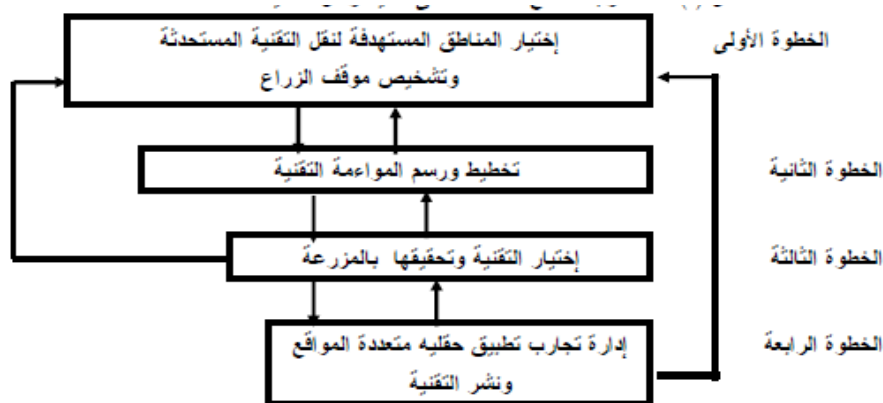 الخطوة الأولى
إختيار المناطق المستهدفة لنقل التقنية المستحدثة
وتشخيص موقف الزراع
الخطوة الثانية
تخطيط ورسم المواءمة التقنية
الخطوة الثالثة
إختيار التقنية وتحقيقها بالمزرعة
الخطوة الرابعة
إدارة تجارب تطبيق حقليه متعددة المواقع
ونشر التقنية